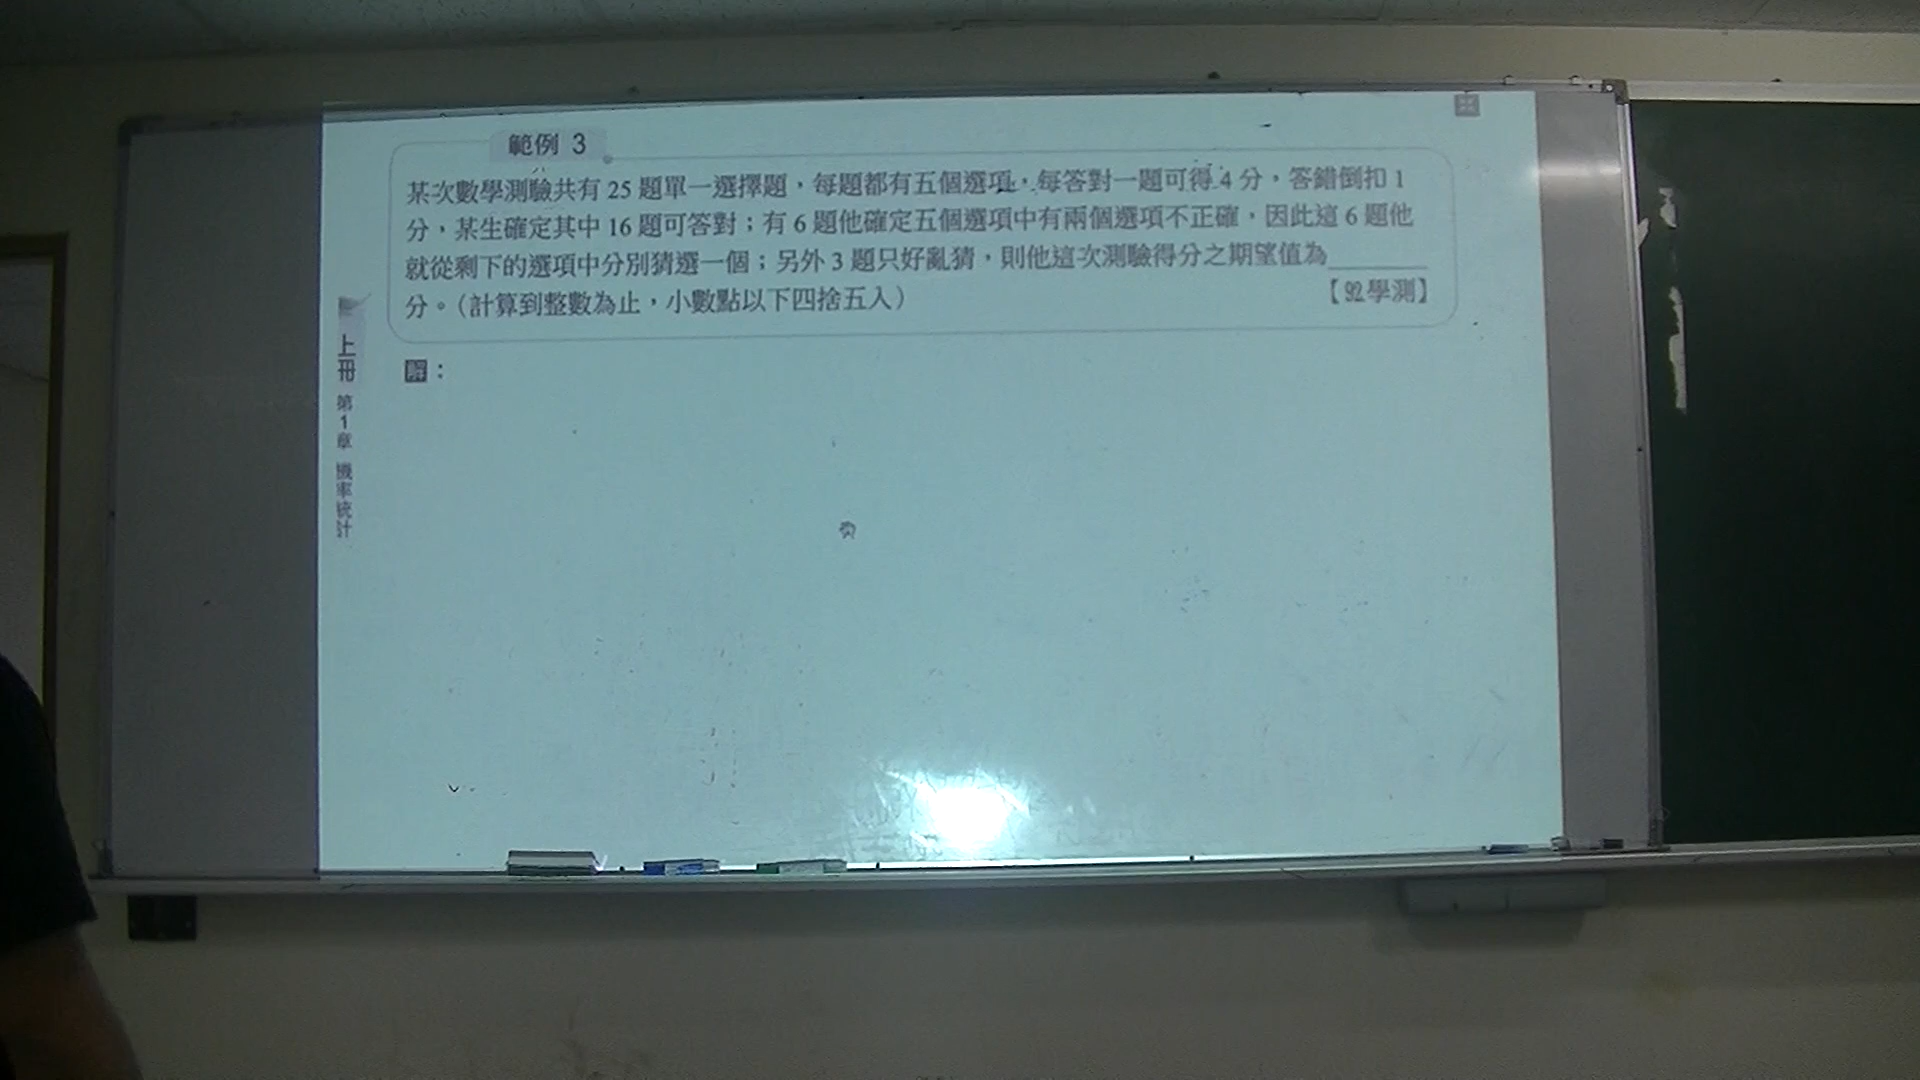 範例 3
某次數學測驗共有 25 題單一選擇題，每題都有五個選項，每答對一題可得 4 分，答錯倒扣 1
分，某生確定其中 16 題可答對；有 6 題他確定五個選項中有兩個選項不正確，因此這 6 題他
就從剩下的選項中分別猜選一個；另外 3 題只好亂猜，則他這次測驗得分之期望值為______
分。（計算到整數為止，小數點以下四捨五入）
【92學測】
解：
上冊 第1章 機率統計